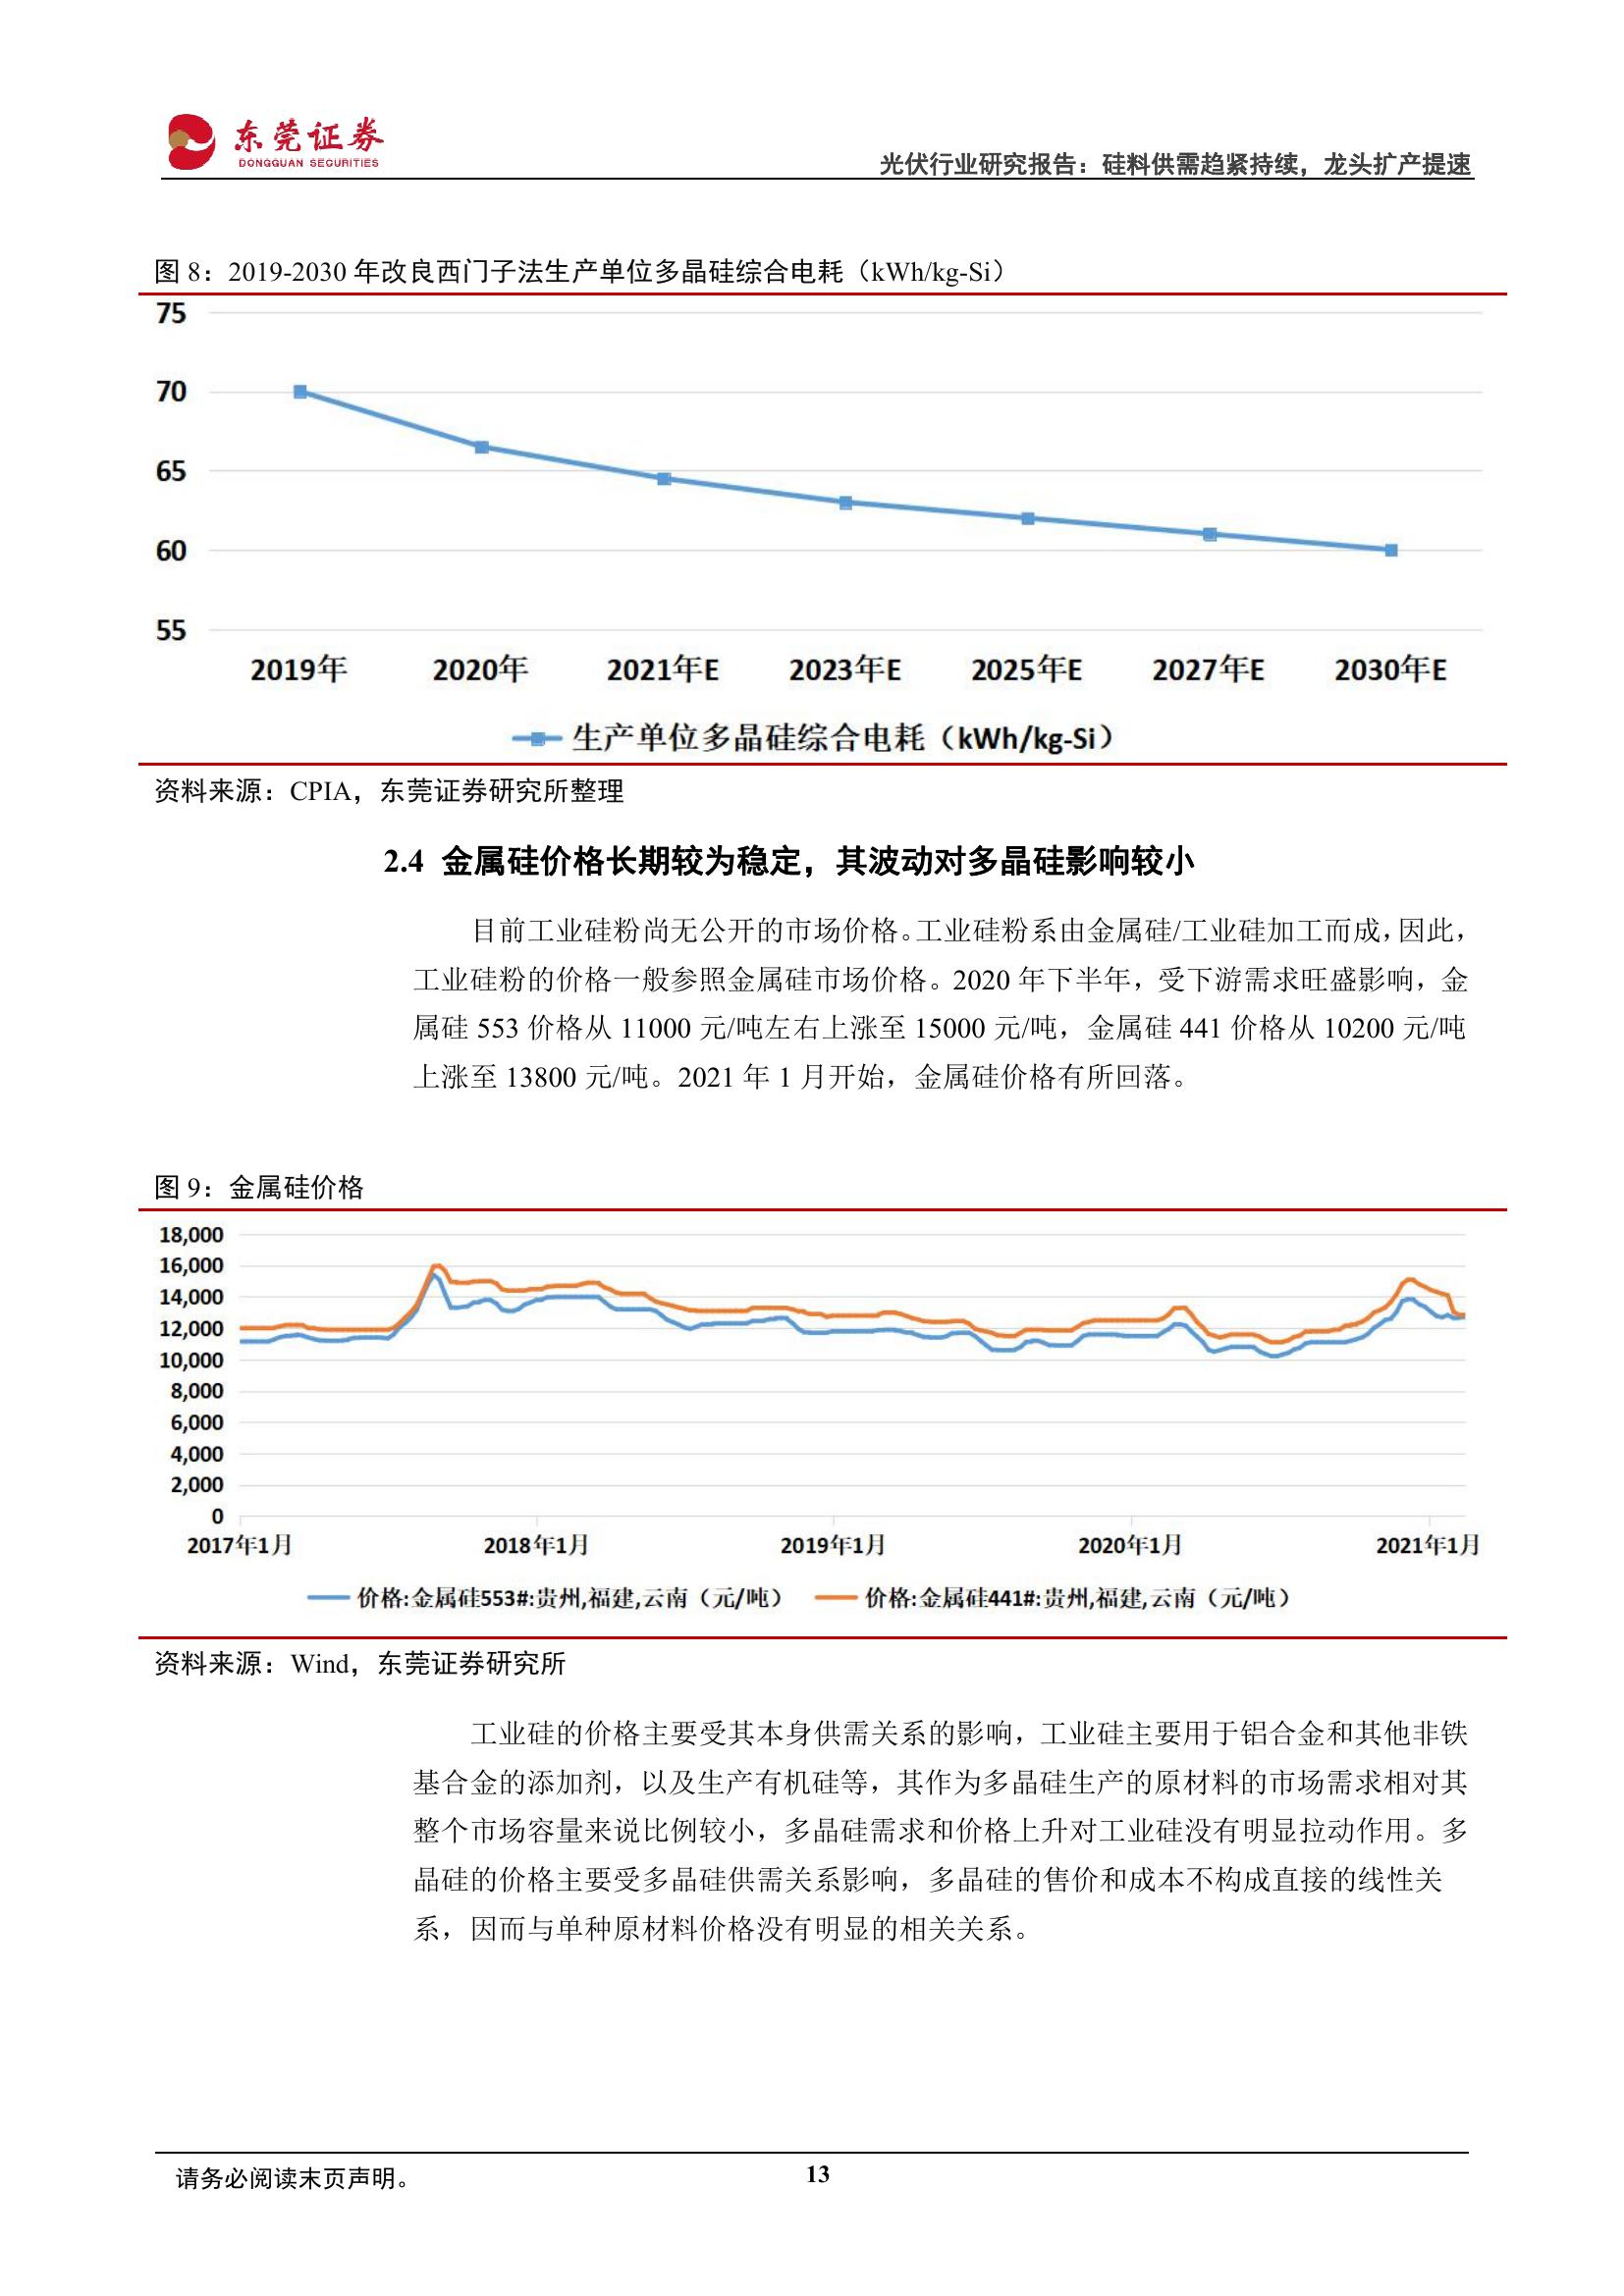 东莞证券
DONGGUAN SECURITIES
光伏行业研究报告：硅料供需趋紧持续，龙头扩产提速
图 8：2019-2030 年改良西门子法生产单位多晶硅综合电耗（kWh/kg-Si）
75
70
65
60
55
2019年 2020年 2021年E 2023年E 2025年E 2027年E 2030年E
生产单位多晶硅综合电耗（kWh/kg-Si）
资料来源：CPIA，东莞证券研究所整理
2.4 金属硅价格长期较为稳定，其波动对多晶硅影响较小
目前工业硅粉尚无公开的市场价格。工业硅粉系由金属硅/工业硅加工而成，因此，
工业硅粉的价格一般参照金属硅市场价格。2020 年下半年，受下游需求旺盛影响，金
属硅 553 价格从 11000 元/吨左右上涨至 15000 元/吨，金属硅 441 价格从 10200 元/吨
上涨至 13800 元/吨。2021 年 1 月开始，金属硅价格有所回落。
图 9：金属硅价格
18,000
16,000
14,000
12,000
10,000
8,000
6,000
4,000
2,000
0
2017年1月 2018年1月 2019年1月 2020年1月 2021年1月
价格:金属硅553#:贵州,福建,云南（元/吨） 价格:金属硅441#:贵州,福建,云南（元/吨）
资料来源：Wind，东莞证券研究所
工业硅的价格主要受其本身供需关系的影响，工业硅主要用于铝合金和其他非铁
基合金的添加剂，以及生产有机硅等，其作为多晶硅生产的原材料的市场需求相对其
整个市场容量来说比例较小，多晶硅需求和价格上升对工业硅没有明显拉动作用。多
晶硅的价格主要受多晶硅供需关系影响，多晶硅的售价和成本不构成直接的线性关
系，因而与单种原材料价格没有明显的相关关系。
请务必阅读末页声明。
13